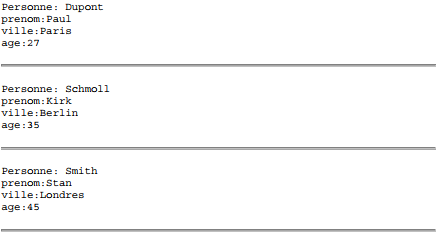 Personne: Dupont
prenom:Paul
ville:Paris
age:27
Personne: Schmoll
prenom:Kirk
ville:Berlin
age:35
Personne: Smith
prenom:Stan
ville:Londres
age:45